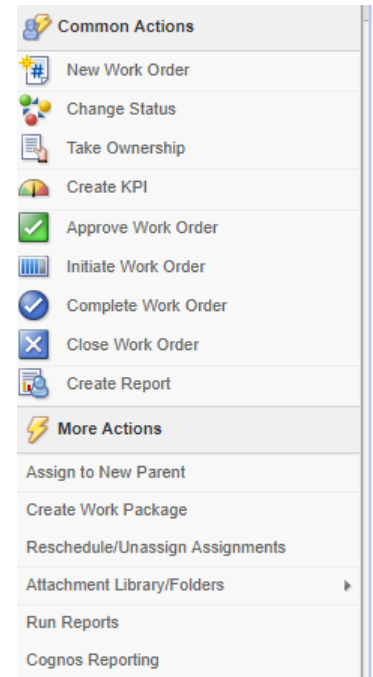 Common Actions
New Work Order
Change Status
Take Ownership
Create KPI
Approve Work Order
Initiate Work Order
Complete Work Order
Close Work Order
Create Report
More Actions
Assign to New Parent
Create Work Package
Reschedule/Unassign Assignments
Attachment Library/Folders
Run Reports
Cognos Reporting